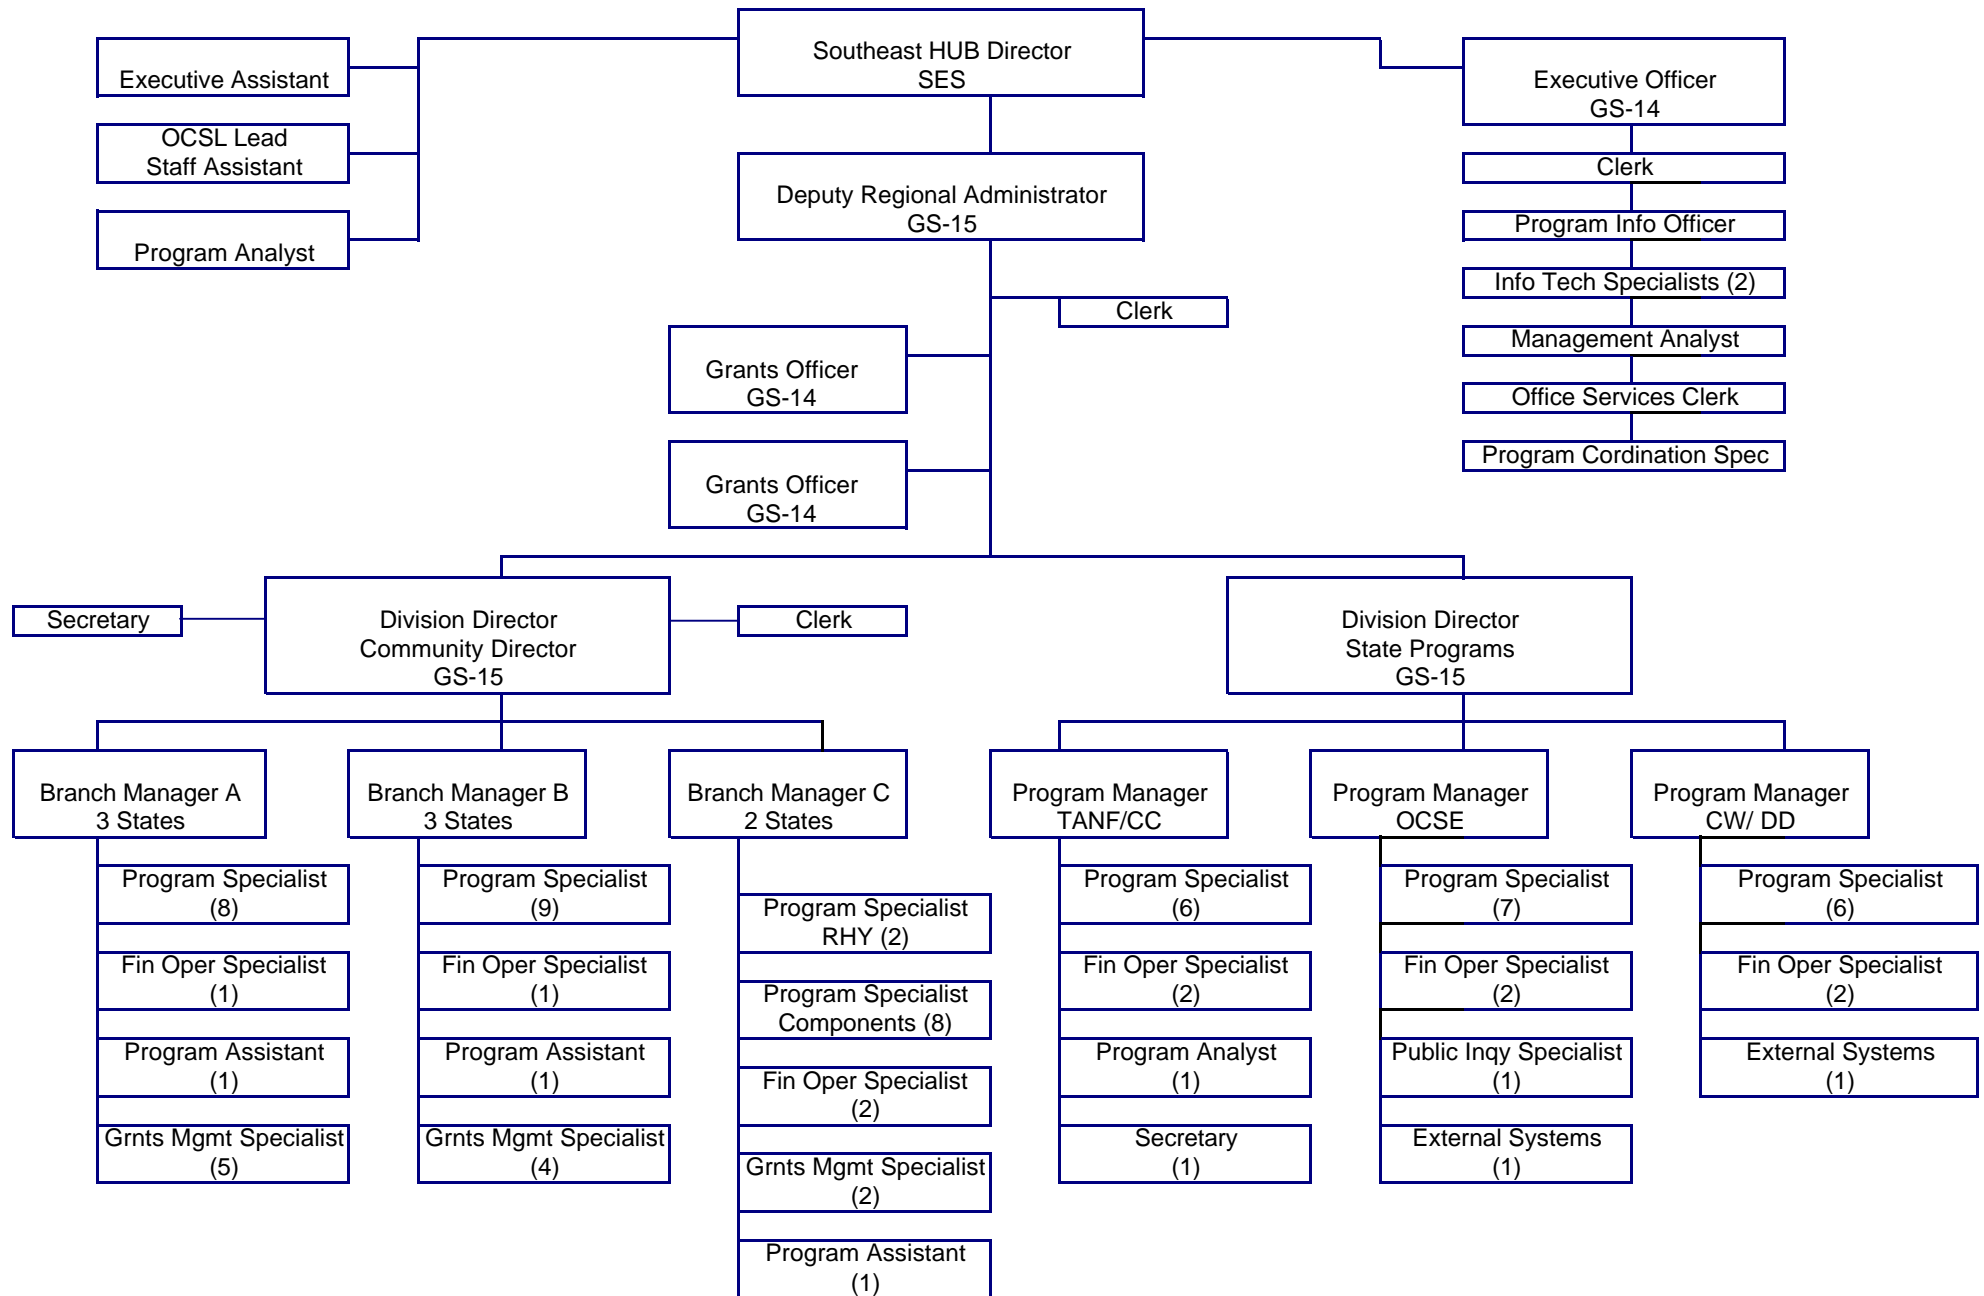 Southeast HUB Director
SES
Executive Assistant
OCSL Lead
Staff Assistant
Program Analyst
Executive Officer
GS-14
Clerk
Program Info Officer
Info Tech Specialists (2)
Management Analyst
Office Services Clerk
Program Cordination Spec
Deputy Regional Administrator
GS-15
Clerk
Grants Officer
GS-14
Grants Officer
GS-14
Secretary
Division Director
Community Director
GS-15
Clerk
Division Director
State Programs
GS-15
Branch Manager A
3 States
Program Specialist
(8)
Fin Oper Specialist
(1)
Program Assistant
(1)
Grnts Mgmt Specialist
(5)
Branch Manager B
3 States
Program Specialist
(9)
Fin Oper Specialist
(1)
Program Assistant
(1)
Grnts Mgmt Specialist
(4)
Branch Manager C
2 States
Program Specialist
RHY (2)
Program Specialist
Components (8)
Fin Oper Specialist
(2)
Grnts Mgmt Specialist
(2)
Program Assistant
(1)
Program Manager
TANF/CC
Program Specialist
(6)
Fin Oper Specialist
(2)
Program Analyst
(1)
Secretary
(1)
Program Manager
OCSE
Program Specialist
(7)
Fin Oper Specialist
(2)
Public Inqy Specialist
(1)
External Systems
(1)
Program Manager
CW/ DD
Program Specialist
(6)
Fin Oper Specialist
(2)
External Systems
(1)